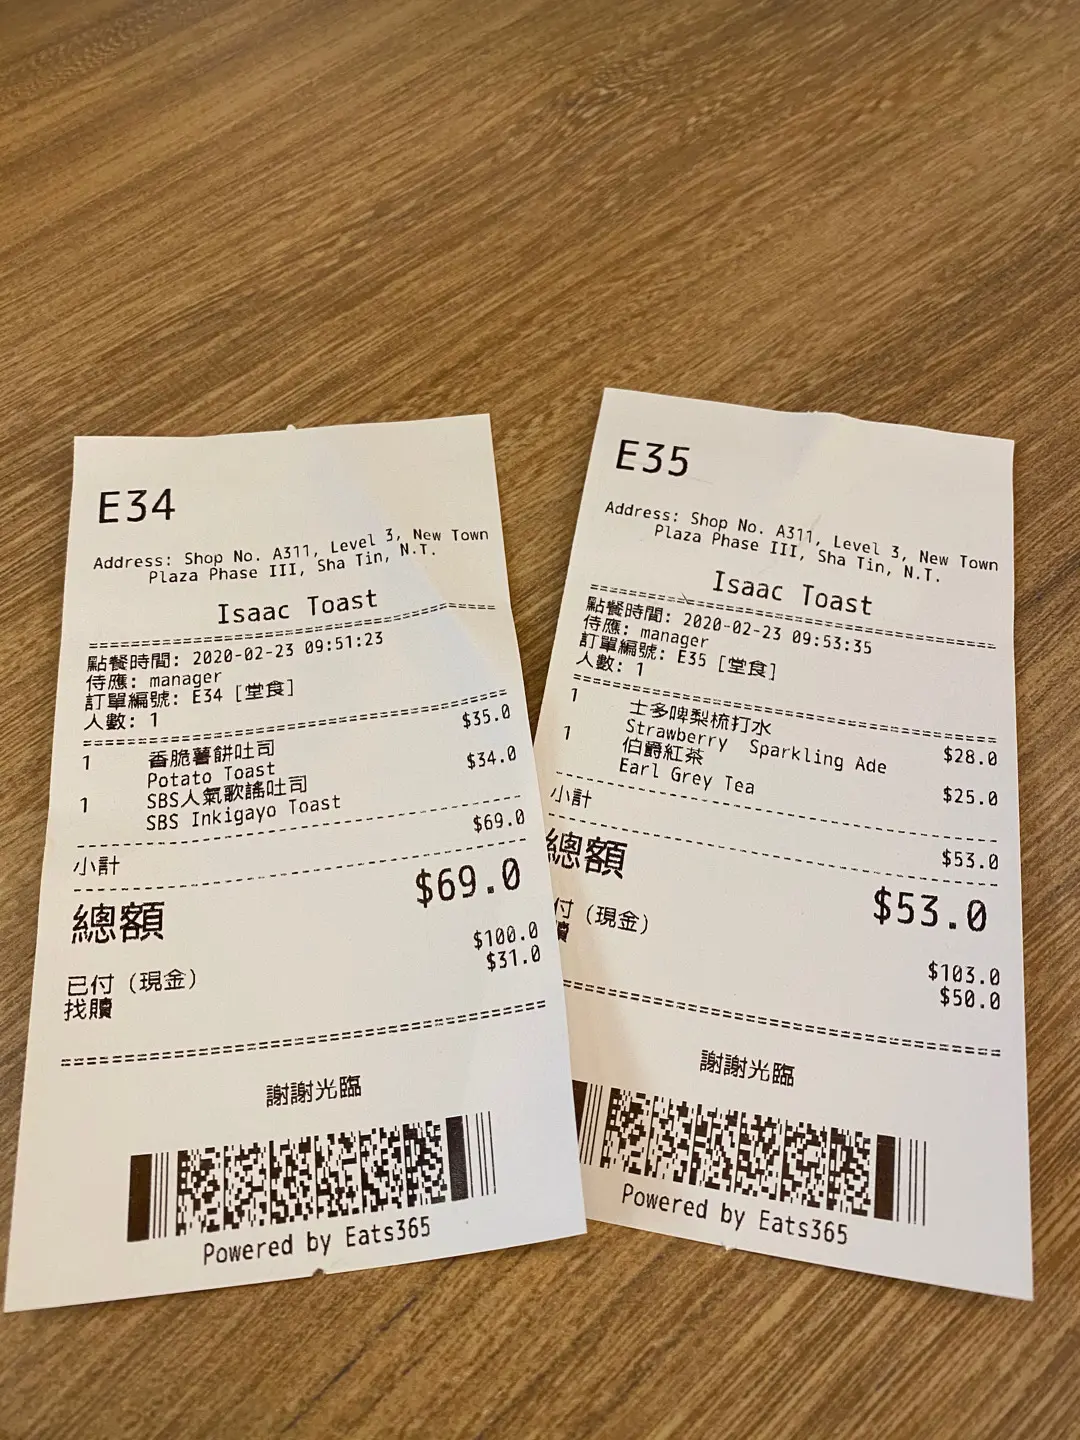 E34
Address: Shop No. A311, Level 3, New Town
Plaza Phase III, Sha Tin, N.T.
Isaac Toast
點餐時間: 2020-02-23 09:51:23
侍應: manager
訂單編號: E34 [堂食]
人數: 1
1 香脆薯餅吐司 $35.0
Potato Toast
1 SBS人氣歌謠吐司 $34.0
SBS Inkigayo Toast
小計 $69.0
總額 $69.0
已付 (現金) $100.0
找贖 $31.0
謝謝光臨
Powered by Eats365
E35
Address: Shop No. A311, Level 3, New Town
Plaza Phase III, Sha Tin, N.T.
Isaac Toast
點餐時間: 2020-02-23 09:53:35
侍應: manager
訂單編號: E35 [堂食]
人數: 1
1 士多啤梨梳打水 $28.0
Strawberry Sparkling Ade
1 伯爵紅茶 $25.0
Earl Grey Tea
小計 $53.0
總額 $53.0
付 (現金) $103.0
贖 $50.0
謝謝光臨
Powered by Eats365